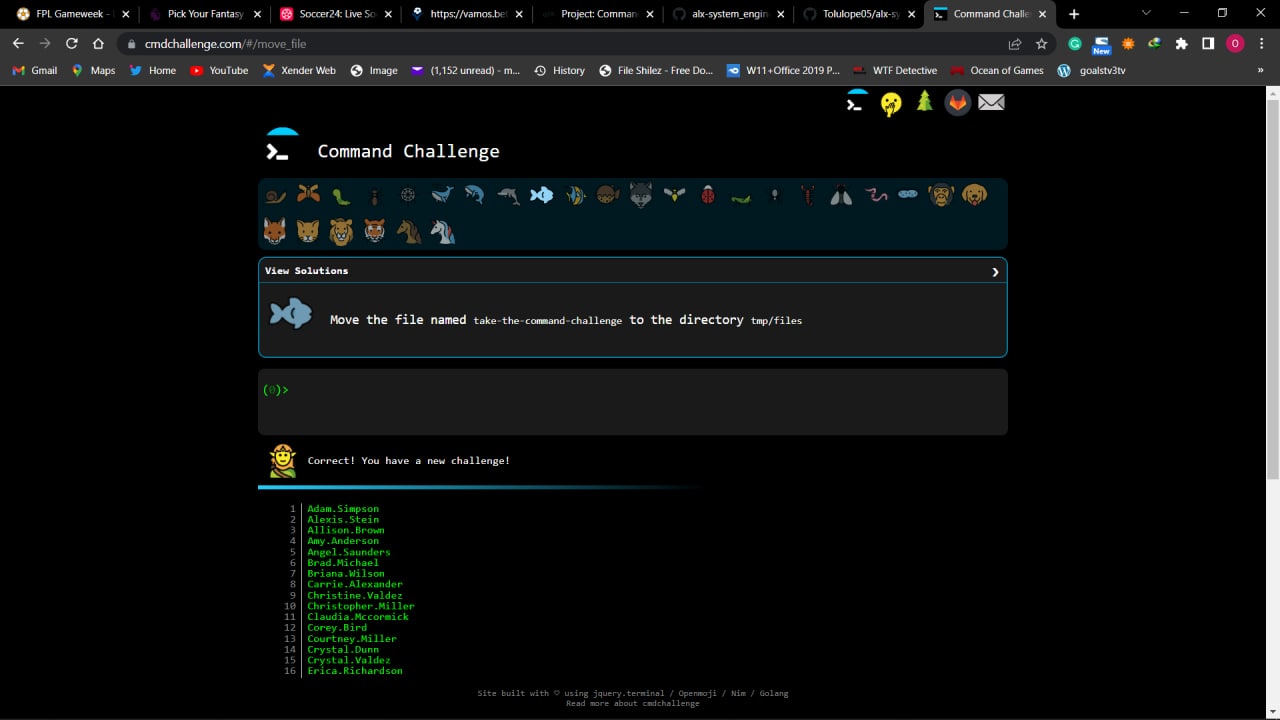 FPL Gameweek -
Pick Your Fantasy
Soccer24: Live So
https://vamos.be
Project: Comman
alx-system_engin
Tolulope05/alx-sy
Command Challe
cmdchallenge.com/#/move_file
New
O
Gmail
Maps
Home
YouTube
Xender Web
Image
(1,152 unread) - m...
History
File Shilez - Free Do...
W11+Office 2019 P...
WTF Detective
Ocean of Games
goalstv3tv
»
Command Challenge
View Solutions
Move the file named take-the-command-challenge to the directory tmp/files
(0)>
Correct! You have a new challenge!
1 Adam.Simpson
2 Alexis.Stein
3 Allison.Brown
4 Amy.Anderson
5 Angel.Saunders
6 Brad.Michael
7 Briana.Wilson
8 Carrie.Alexander
9 Christine.Valdez
10 Christopher.Miller
11 Claudia.Mccormick
12 Corey.Bird
13 Courtney.Miller
14 Crystal.Dunn
15 Crystal.Valdez
16 Erica.Richardson
Site built with ♡ using jquery.terminal / Openmoji / Nim / Golang
Read more about cmdchallenge